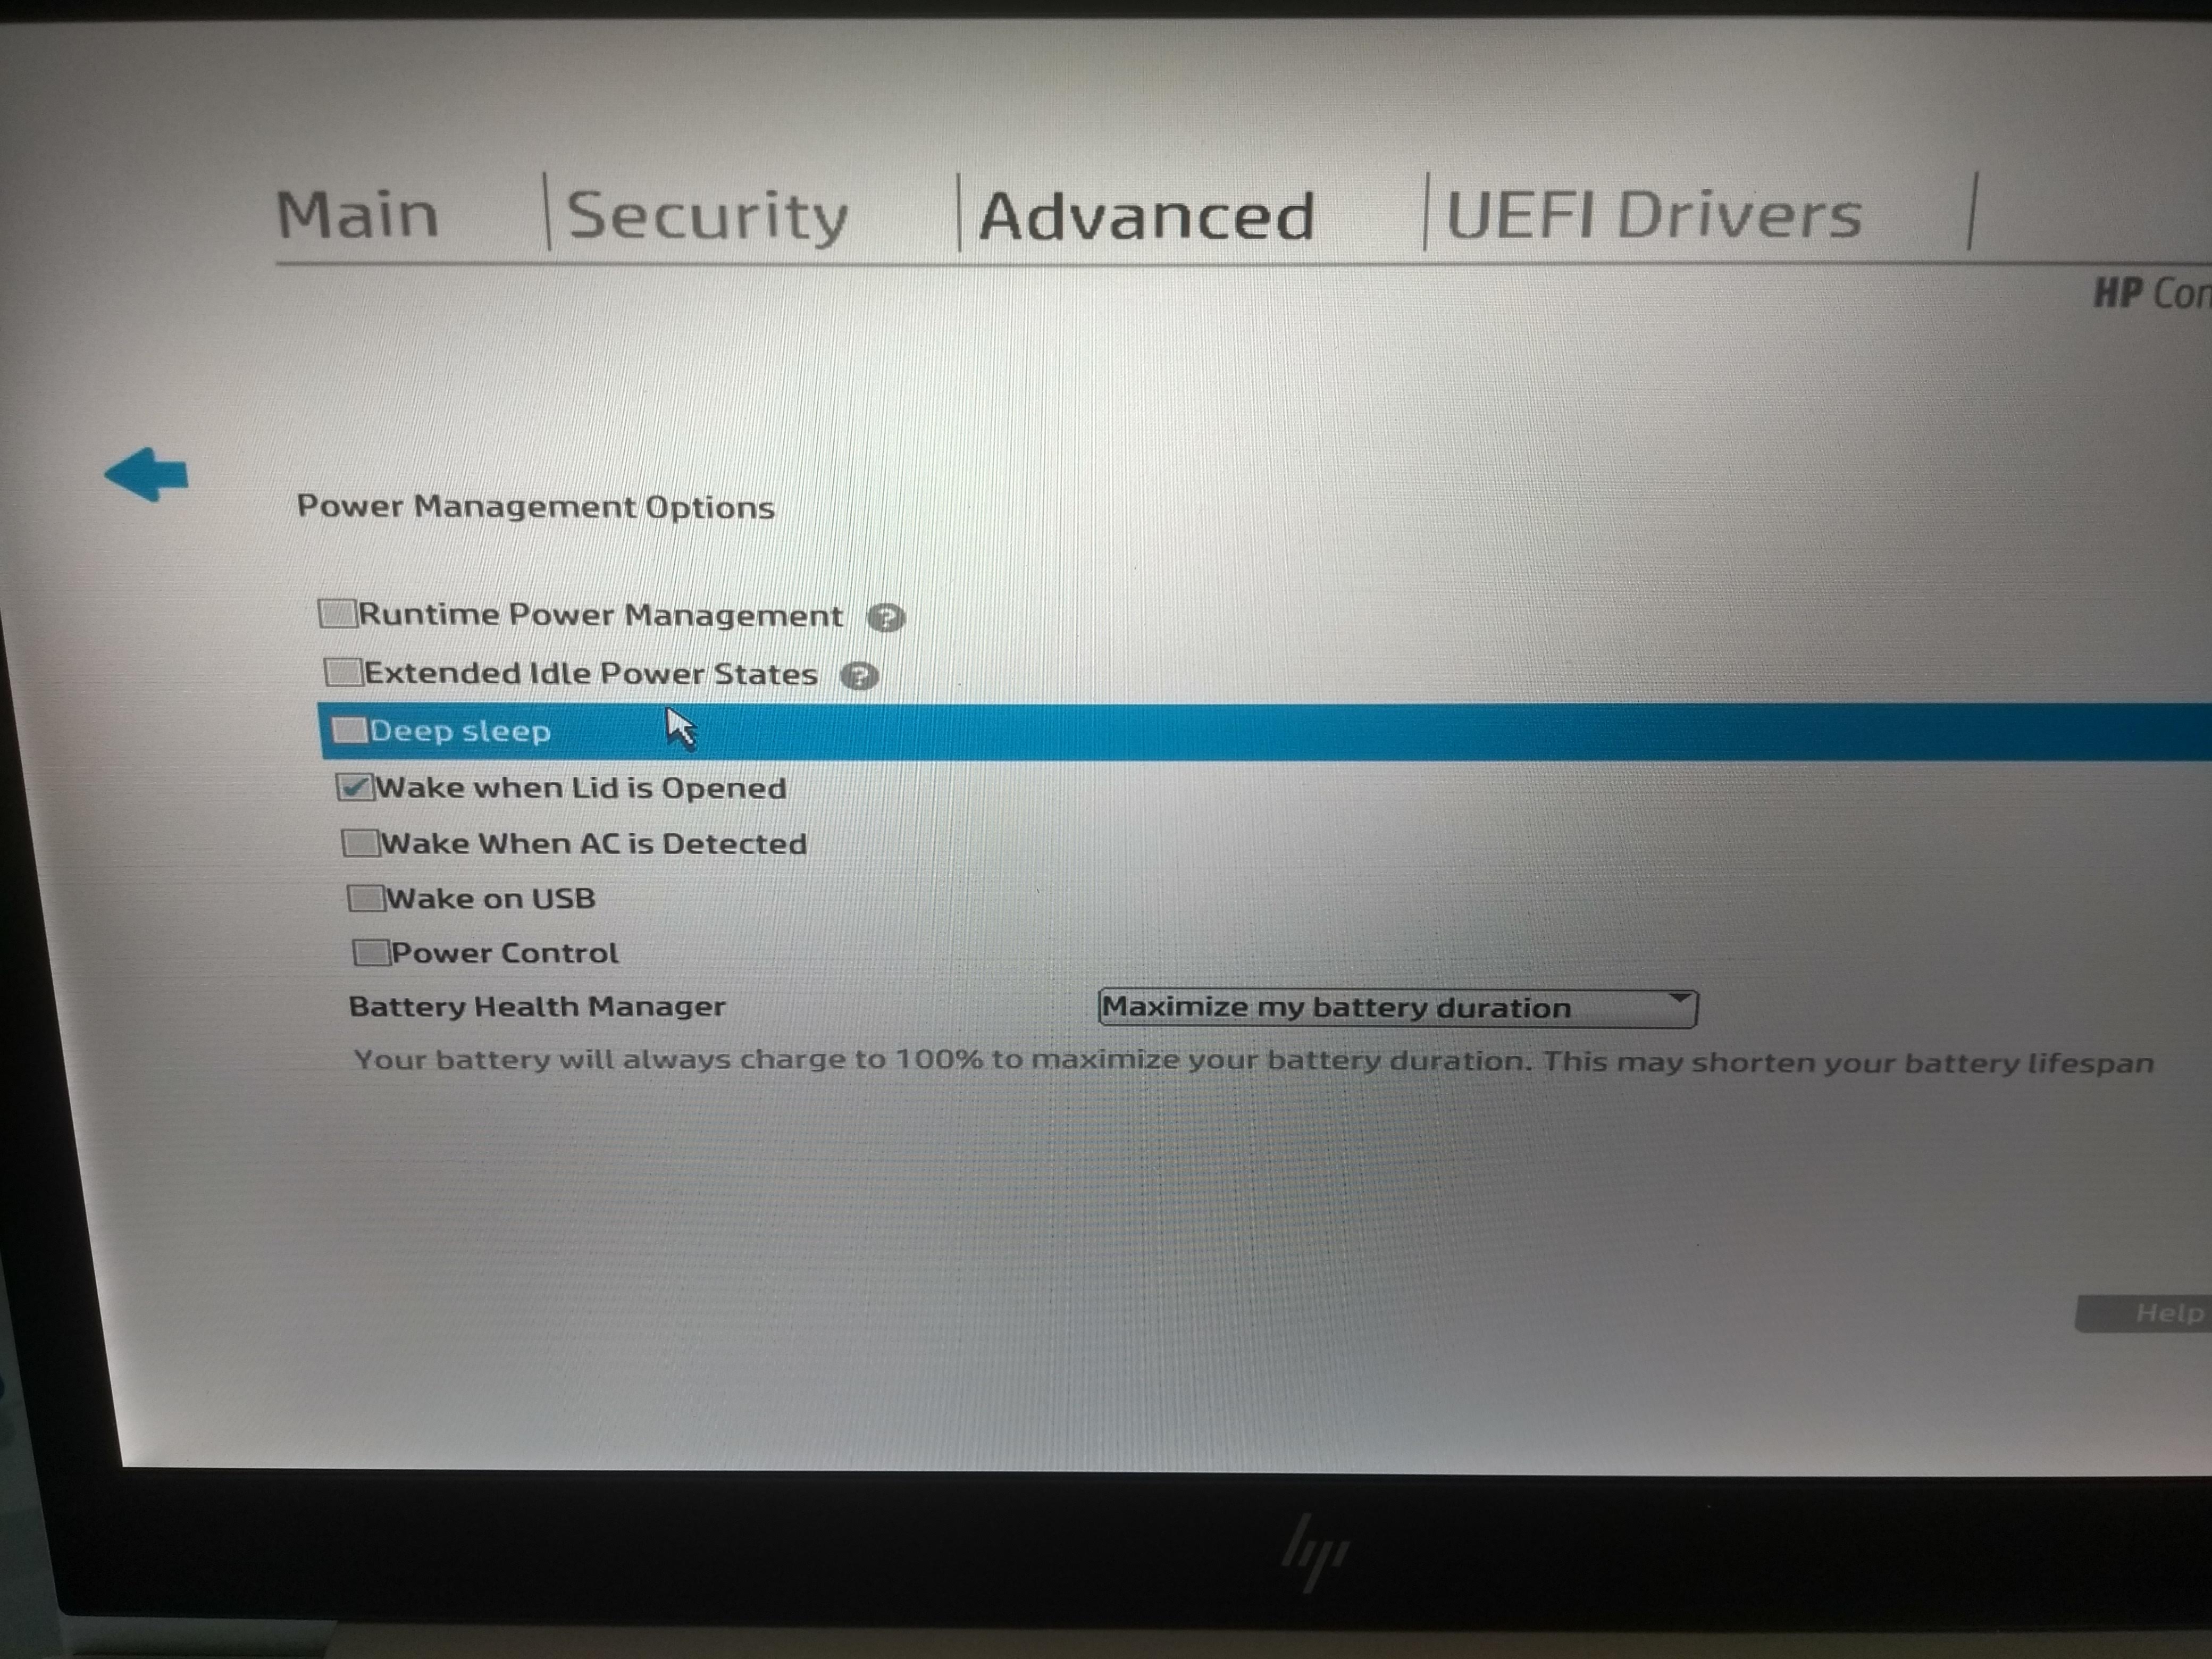 Main Security Advanced UEFI Drivers
HP
Power Management Options
Runtime Power Management ?
Extended Idle Power States ?
Deep sleep
Wake when Lid is Opened
Wake When AC is Detected
Wake on USB
Power Control
Battery Health Manager Maximize my battery duration
Your battery will always charge to 100% to maximize your battery duration. This may shorten your battery lifespan
Help
hp